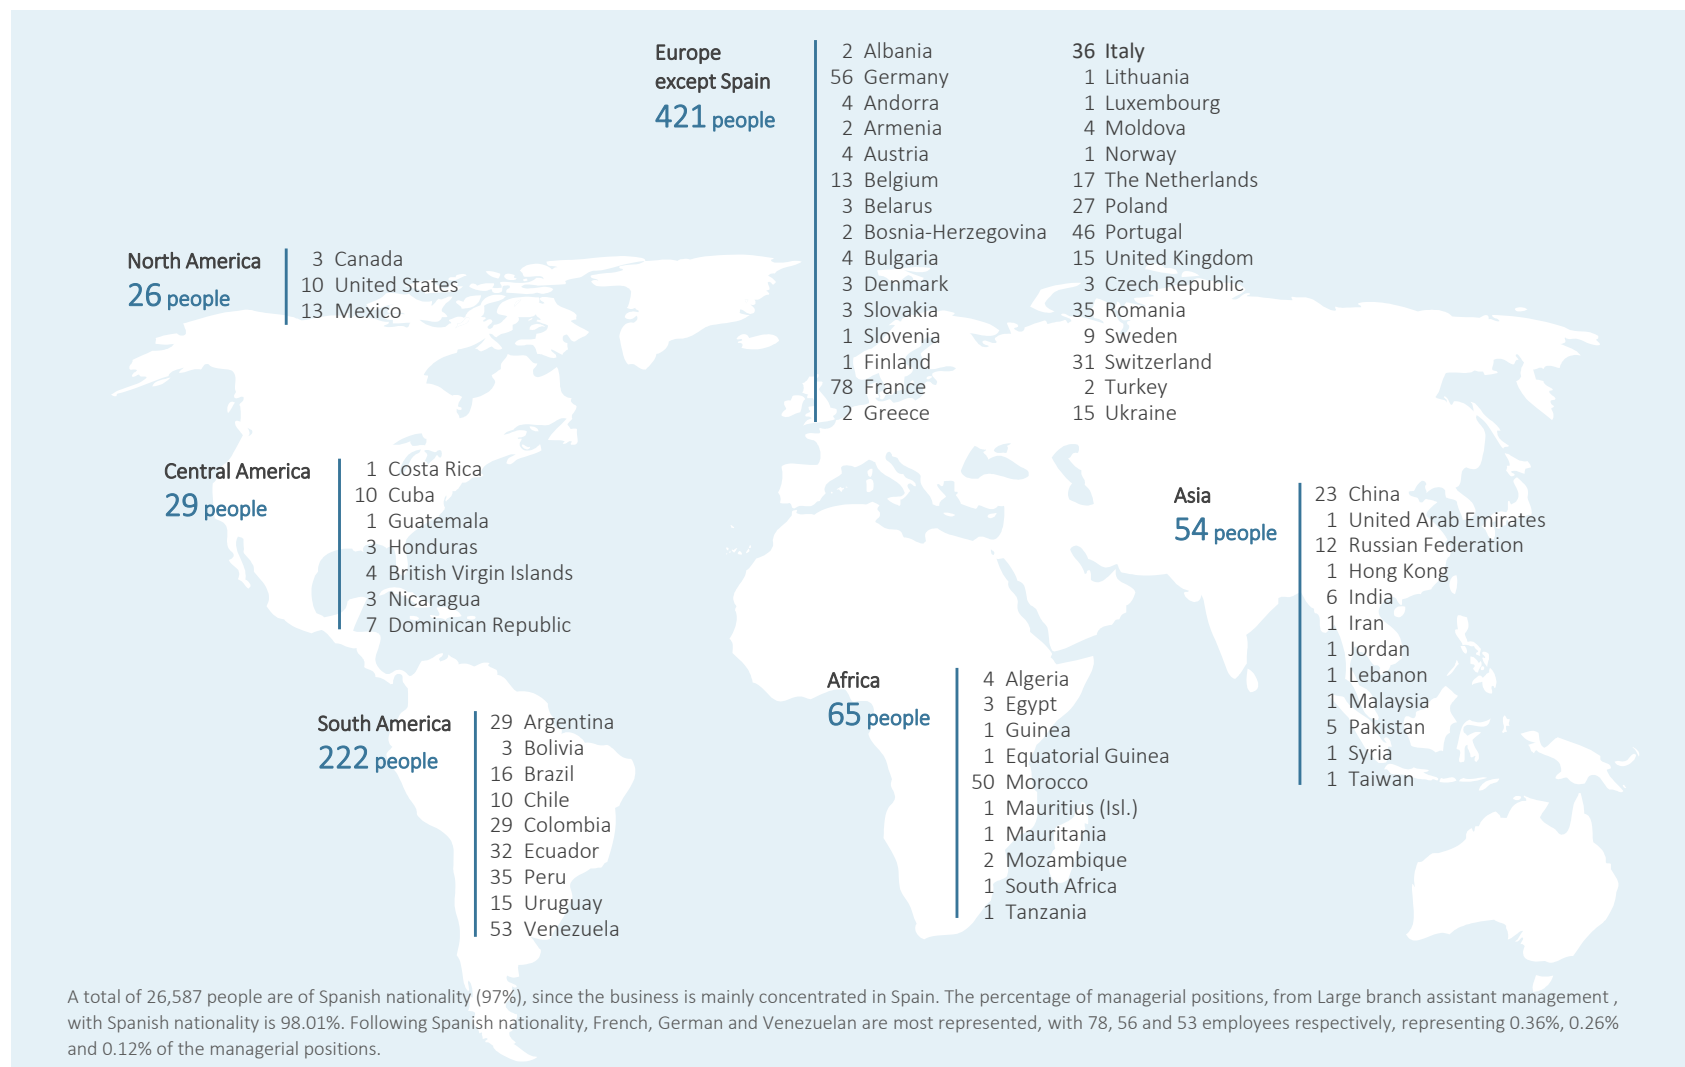 Europe
except Spain
421 people
2 Albania
56 Germany
4 Andorra
2 Armenia
4 Austria
13 Belgium
3 Belarus
2 Bosnia-Herzegovina
4 Bulgaria
3 Denmark
3 Slovakia
1 Slovenia
1 Finland
78 France
2 Greece
36 Italy
1 Lithuania
1 Luxembourg
4 Moldova
1 Norway
17 The Netherlands
27 Poland
46 Portugal
15 United Kingdom
3 Czech Republic
35 Romania
9 Sweden
31 Switzerland
2 Turkey
15 Ukraine
North America
26 people
3 Canada
10 United States
13 Mexico
Central America
29 people
1 Costa Rica
10 Cuba
1 Guatemala
3 Honduras
4 British Virgin Islands
3 Nicaragua
7 Dominican Republic
Asia
54 people
23 China
1 United Arab Emirates
12 Russian Federation
1 Hong Kong
6 India
1 Iran
1 Jordan
1 Lebanon
1 Malaysia
5 Pakistan
1 Syria
1 Taiwan
Africa
65 people
4 Algeria
3 Egypt
1 Guinea
1 Equatorial Guinea
50 Morocco
1 Mauritius (Isl.)
1 Mauritania
2 Mozambique
1 South Africa
1 Tanzania
South America
222 people
29 Argentina
3 Bolivia
16 Brazil
10 Chile
29 Colombia
32 Ecuador
35 Peru
15 Uruguay
53 Venezuela
A total of 26,587 people are of Spanish nationality (97%), since the business is mainly concentrated in Spain. The percentage of managerial positions, from Large branch assistant management ,
with Spanish nationality is 98.01%. Following Spanish nationality, French, German and Venezuelan are most represented, with 78, 56 and 53 employees respectively, representing 0.36%, 0.26%
and 0.12% of the managerial positions.